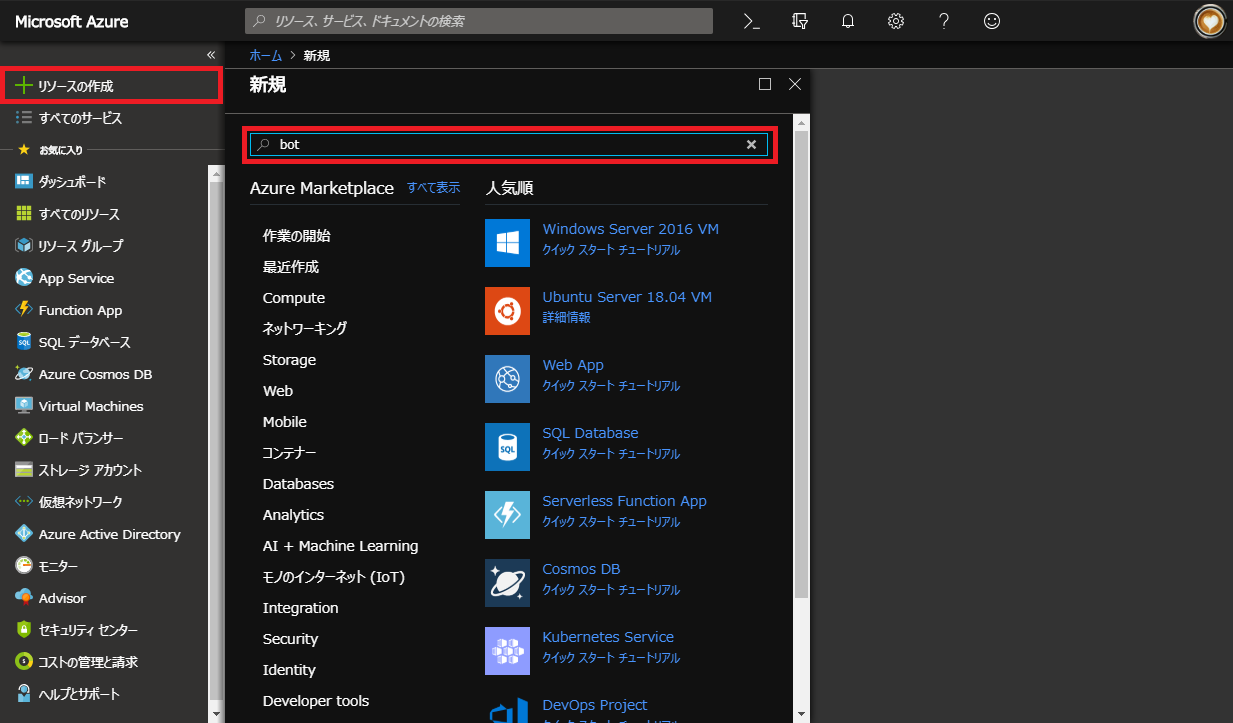 Microsoft Azure
リソース、サービス、ドキュメントの検索
«
リソースの作成
すべてのサービス
お気に入り
ダッシュボード
すべてのリソース
リソース グループ
App Service
Function App
SQL データベース
Azure Cosmos DB
Virtual Machines
ロード バランサー
ストレージ アカウント
仮想ネットワーク
Azure Active Directory
モニター
Advisor
セキュリティ センター
コストの管理と請求
ヘルプとサポート
ホーム > 新規
新規
bot
Azure Marketplace すべて表示
作業の開始
最近作成
Compute
ネットワーキング
Storage
Web
Mobile
コンテナー
Databases
Analytics
AI + Machine Learning
モノのインターネット (IoT)
Integration
Security
Identity
Developer tools
人気順
Windows Server 2016 VM
クイック スタート チュートリアル
Ubuntu Server 18.04 VM
詳細情報
Web App
クイック スタート チュートリアル
SQL
SQL Database
クイック スタート チュートリアル
Serverless Function App
クイック スタート チュートリアル
Cosmos DB
クイック スタート チュートリアル
Kubernetes Service
クイック スタート チュートリアル
DevOps Project